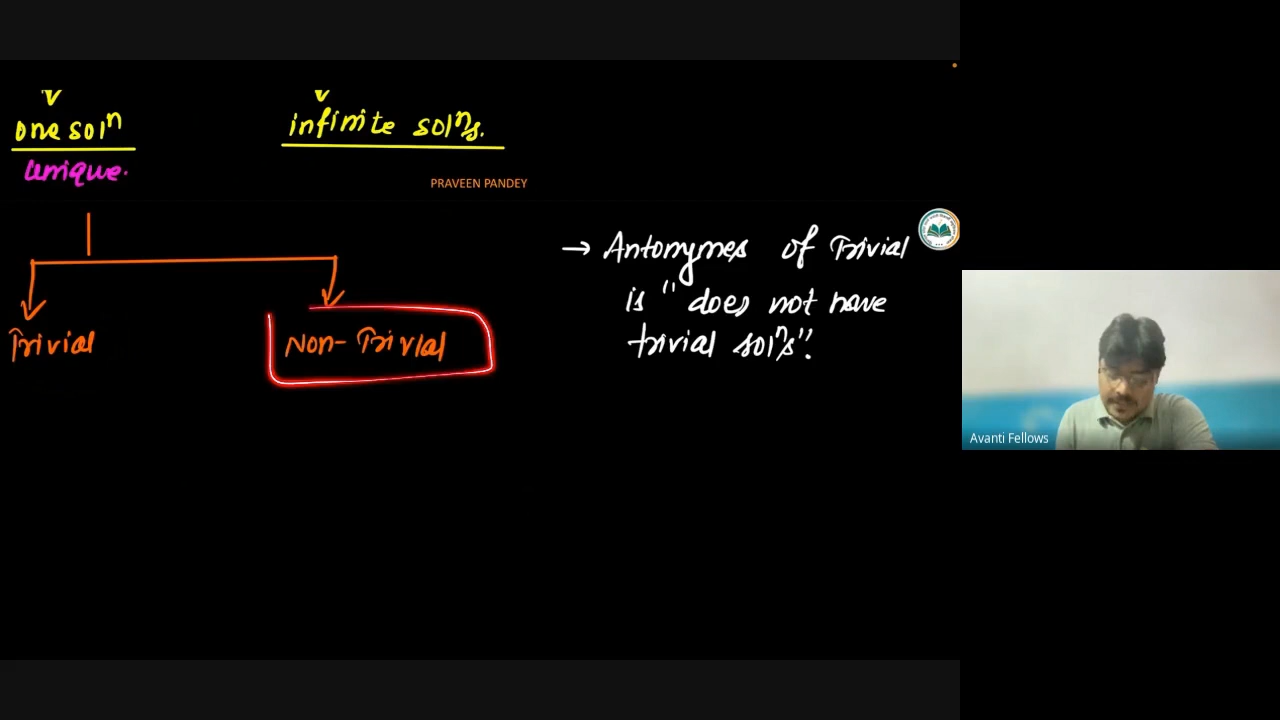 one solⁿ
unique.
infinite solⁿs.
PRAVEEN PANDEY
Trivial
Non-Trivial
→ Antonymes of Trivial
is "does not have
trivial solⁿs".
Avanti Fellows